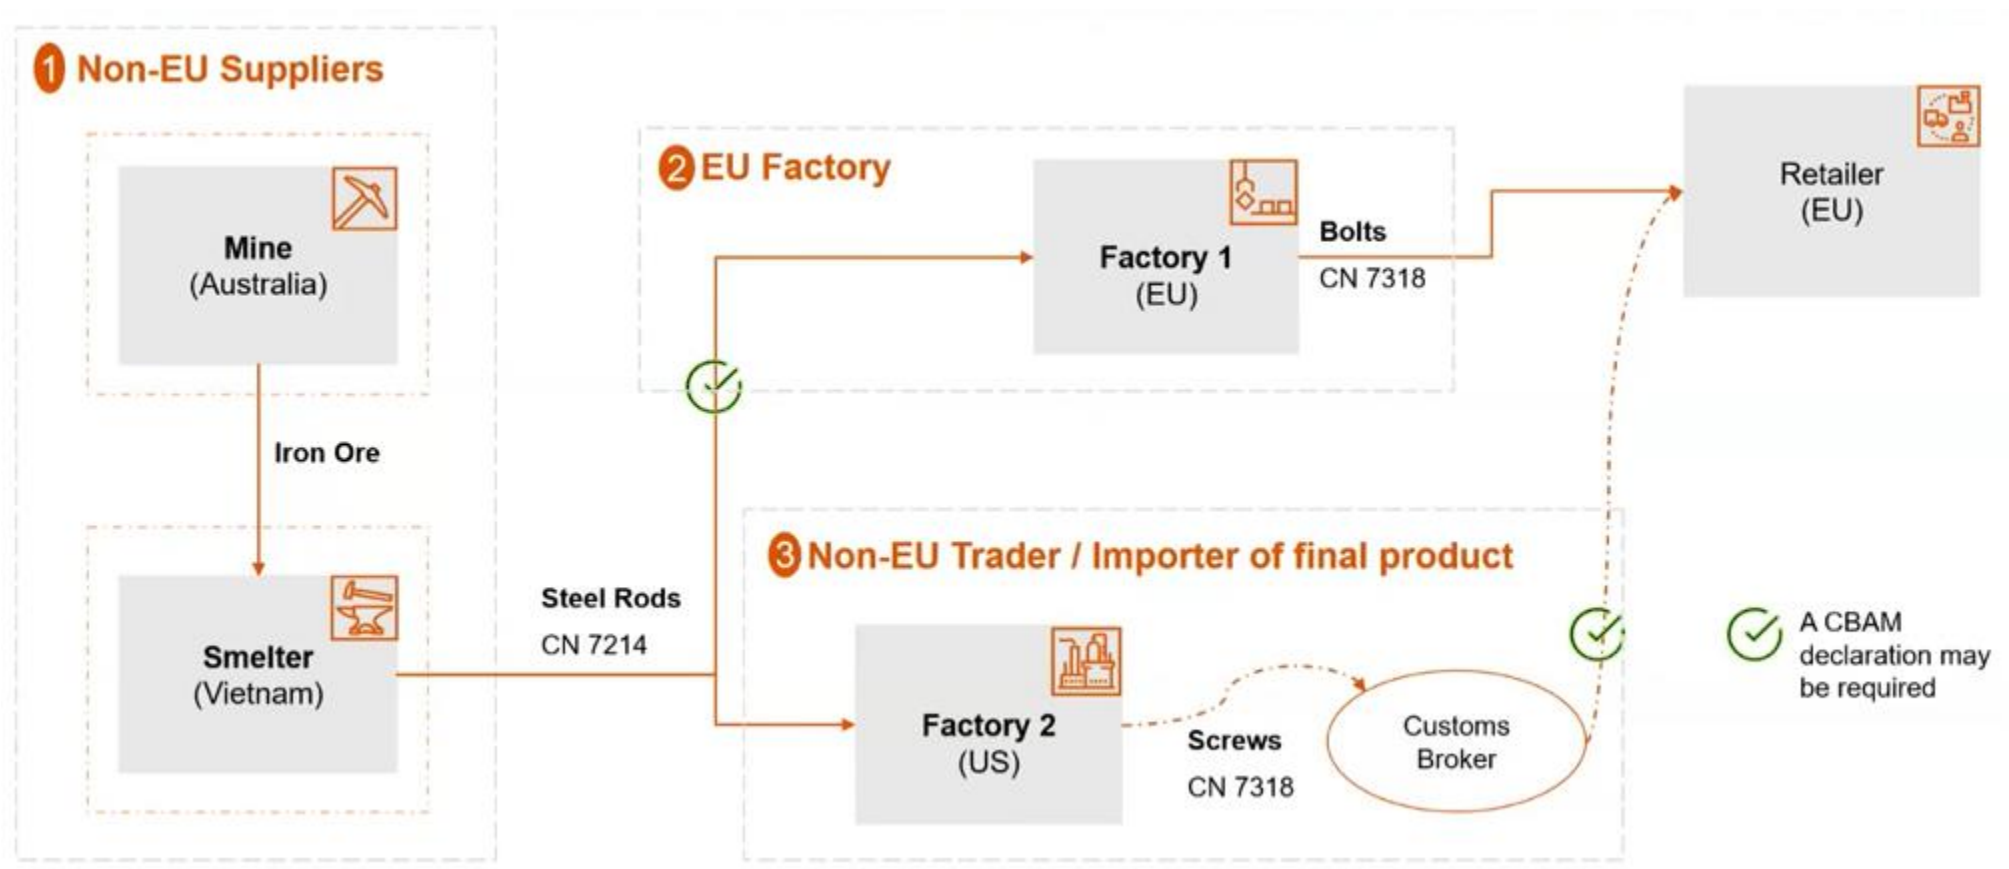 1 Non-EU Suppliers
Mine
(Australia)
Iron Ore
Smelter
(Vietnam)
Steel Rods
CN 7214
2 EU Factory
Factory 1
(EU)
Bolts
CN 7318
Retailer
(EU)
3 Non-EU Trader / Importer of final product
Factory 2
(US)
Screws
CN 7318
Customs
Broker
A CBAM
declaration may
be required